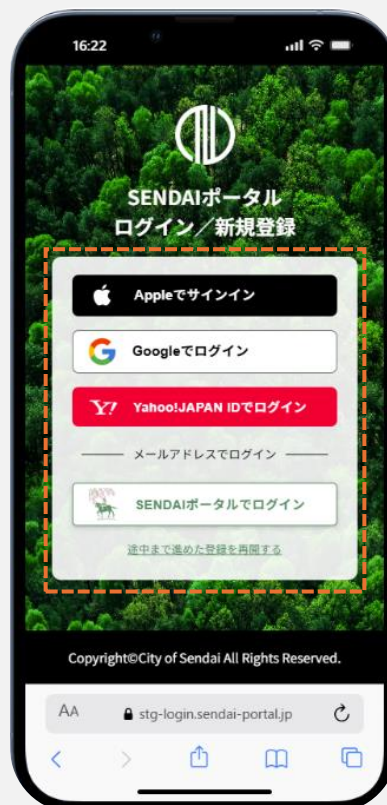 16:22
SENDAIポータル
ログイン／新規登録
Appleでサインイン
Googleでログイン
Yahoo!JAPAN IDでログイン
メールアドレスでログイン
SENDAIポータルでログイン
途中まで進めた登録を再開する
Copyright©City of Sendai All Rights Reserved.
AA stg-login.sendai-portal.jp